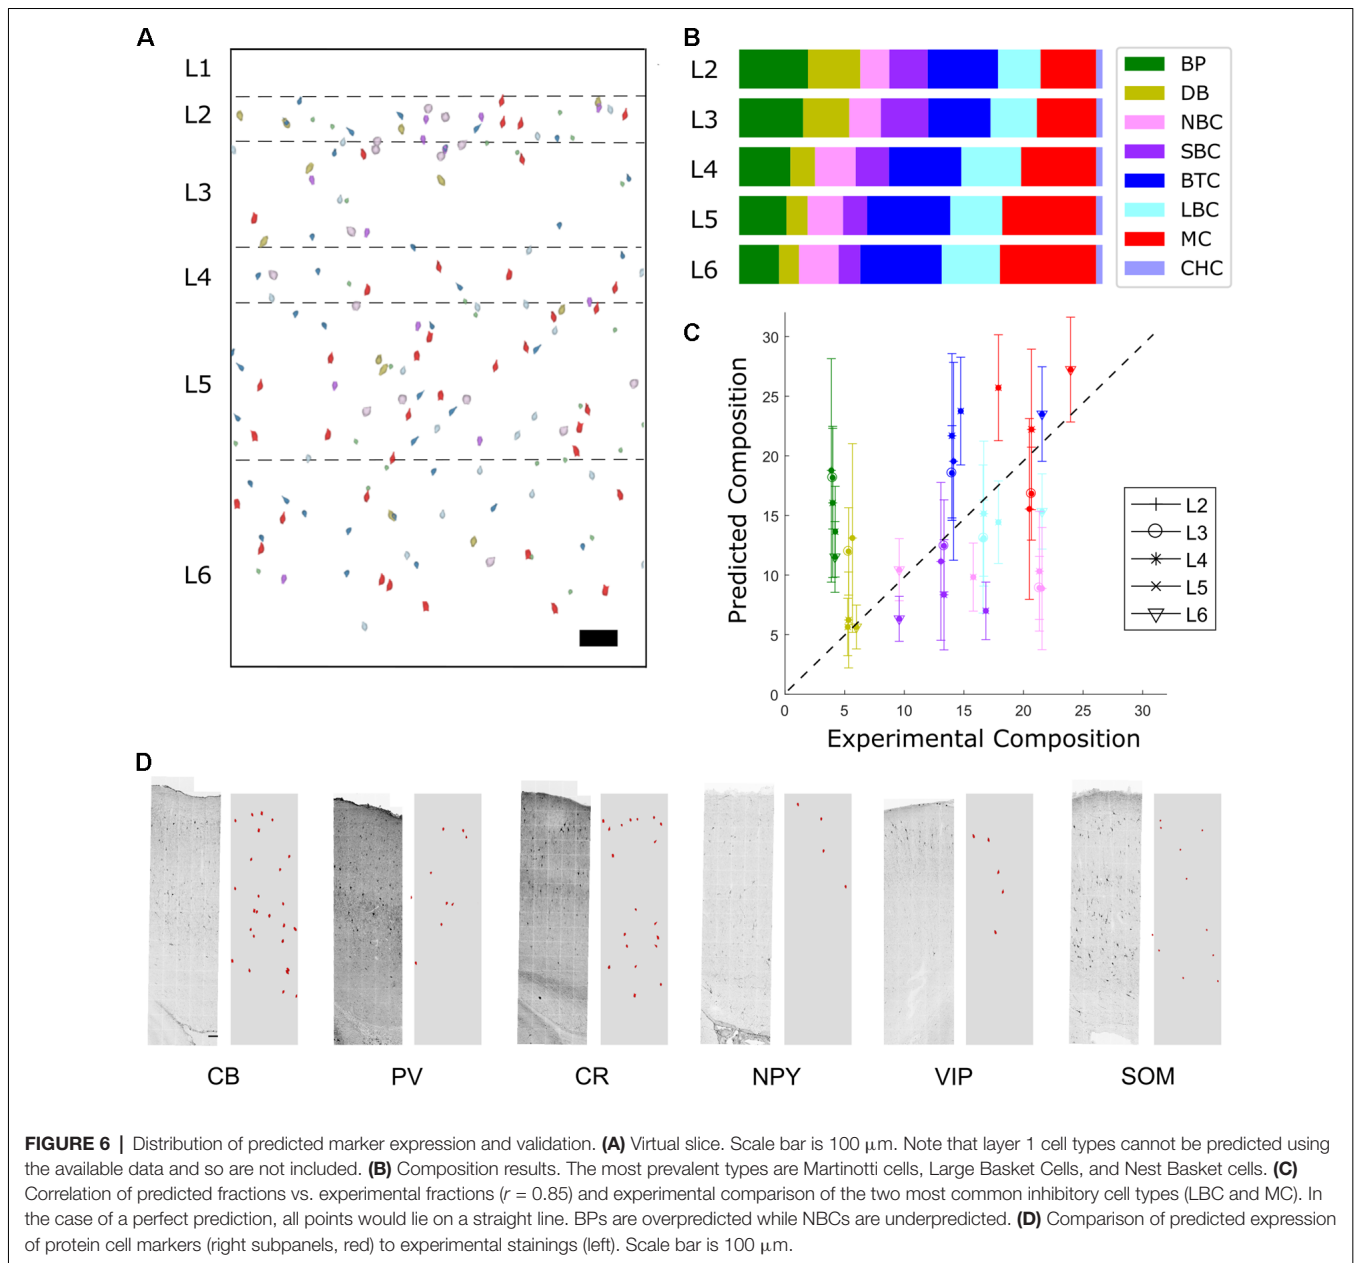 A
L1
L2
L3
L4
L5
L6
B
L2
L3
L4
L5
L6
BP
DB
NBC
SBC
BTC
LBC
MC
CHC
C
Predicted Composition
30
25
20
15
10
5
0
0 5 10 15 20 25 30
Experimental Composition
L2
L3
L4
L5
L6
D
CB PV CR NPY VIP SOM
FIGURE 6 | Distribution of predicted marker expression and validation. (A) Virtual slice. Scale bar is 100 μm. Note that layer 1 cell types cannot be predicted using
the available data and so are not included. (B) Composition results. The most prevalent types are Martinotti cells, Large Basket Cells, and Nest Basket cells. (C)
Correlation of predicted fractions vs. experimental fractions (r = 0.85) and experimental comparison of the two most common inhibitory cell types (LBC and MC). In
the case of a perfect prediction, all points would lie on a straight line. BPs are overpredicted while NBCs are underpredicted. (D) Comparison of predicted expression
of protein cell markers (right subpanels, red) to experimental stainings (left). Scale bar is 100 μm.